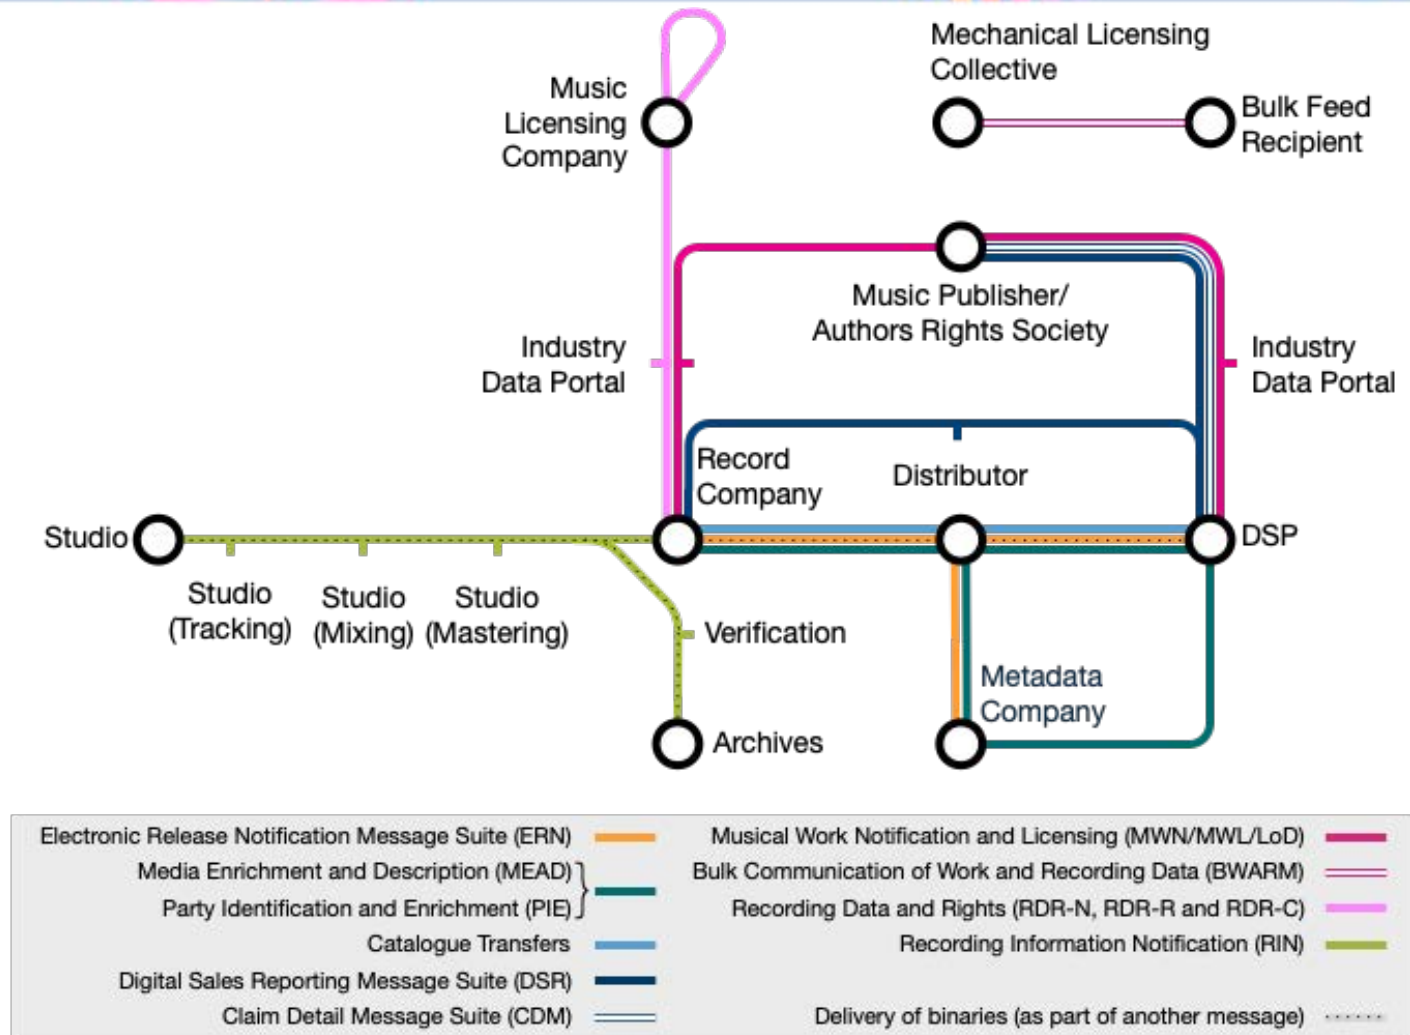 Mechanical Licensing
Collective
Music
Licensing
Company
Bulk Feed
Recipient
Music Publisher/
Authors Rights Society
Industry
Data Portal
Industry
Data Portal
Record
Company
Distributor
Studio
DSP
Studio
(Tracking)
Studio
(Mixing)
Studio
(Mastering)
Verification
Metadata
Company
Archives
Electronic Release Notification Message Suite (ERN)
Media Enrichment and Description (MEAD)
Party Identification and Enrichment (PIE)
Catalogue Transfers
Digital Sales Reporting Message Suite (DSR)
Claim Detail Message Suite (CDM)
Musical Work Notification and Licensing (MWN/MWL/LoD)
Bulk Communication of Work and Recording Data (BWARM)
Recording Data and Rights (RDR-N, RDR-R and RDR-C)
Recording Information Notification (RIN)
Delivery of binaries (as part of another message)